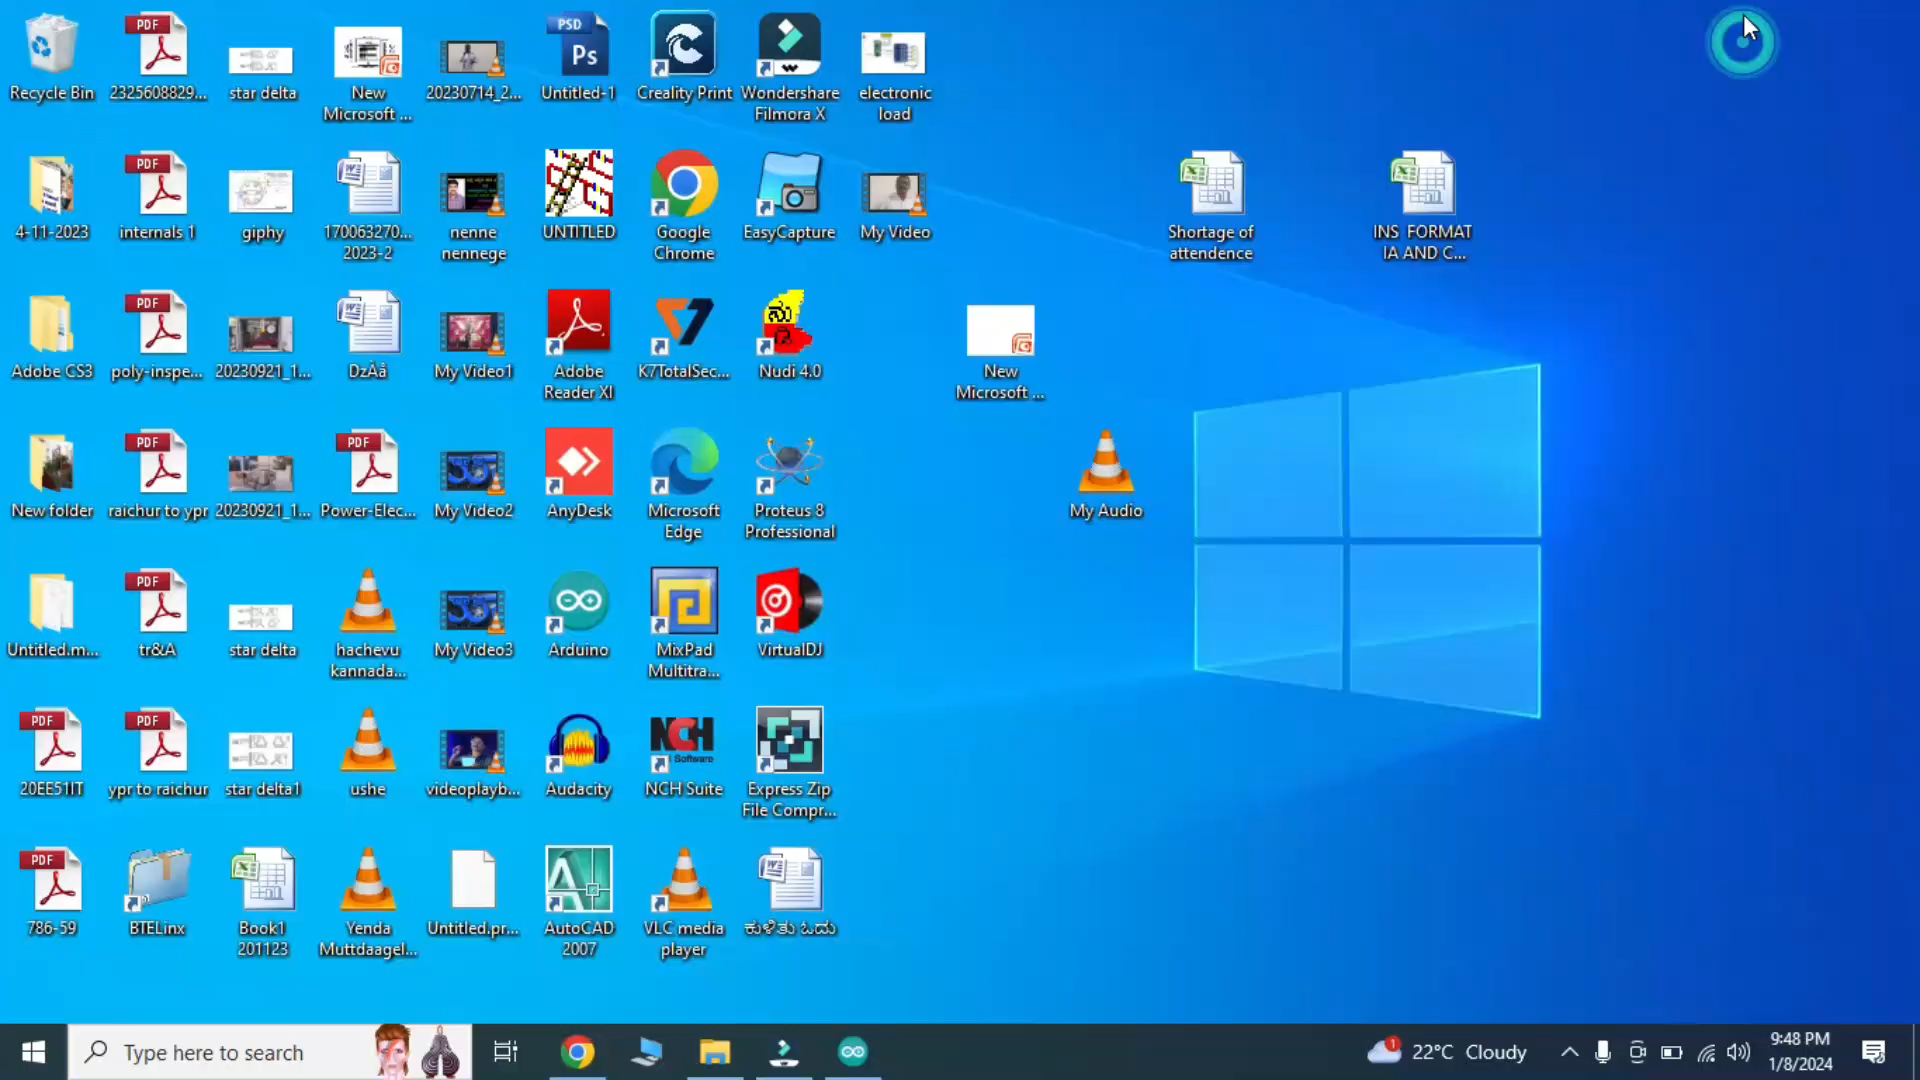 Recycle Bin
2325608829...
star delta
New
Microsoft ...
20230714_2...
Untitled-1
Creality Print
Wondershare
Filmora X
electronic
load
4-11-2023
internals 1
giphy
170063270...
2023-2
nenne
nennege
UNTITLED
Google
Chrome
EasyCapture
My Video
Shortage of
attendence
INS FORMAT
IA AND C...
Adobe CS3
poly-inspe...
20230921_1...
DzÀå
My Video1
Adobe
Reader XI
K7TotalSec...
Nudi 4.0
New
Microsoft ...
New folder
raichur to ypr
20230921_1...
Power-Elec...
My Video2
AnyDesk
Microsoft
Edge
Proteus 8
Professional
My Audio
Untitled.m...
tr&A
star delta
hachevu
kannada...
My Video3
Arduino
MixPad
Multitra...
VirtualDJ
20EE51IT
ypr to raichur
star delta1
ushe
videoplayb...
Audacity
NCH Suite
Express Zip
File Compr...
786-59
BTELinx
Book1
201123
Yenda
Muttdaagel...
Untitled.pr...
AutoCAD
2007
VLC media
player
ಕುಳಿತು ಓದು
Type here to search
22°C Cloudy
9:48 PM
1/8/2024